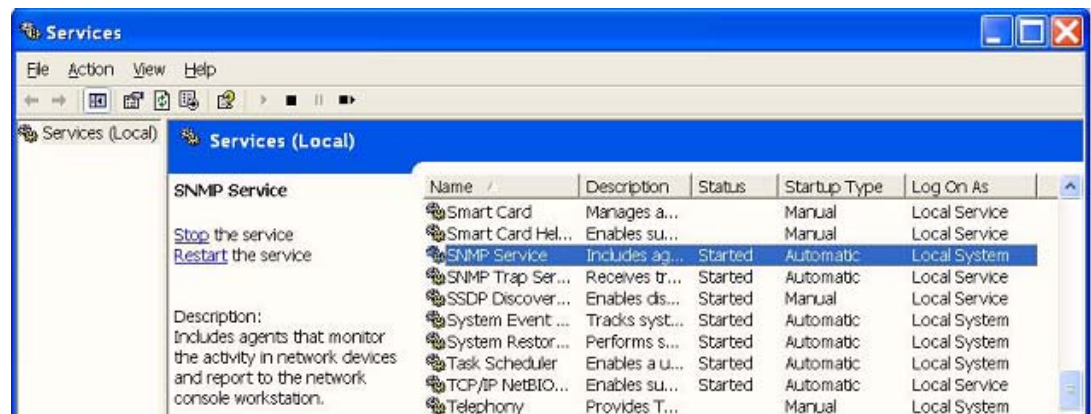 Services
File Action View Help
Services (Local)
Services (Local)
SNMP Service
Stop the service
Restart the service
Description:
Includes agents that monitor
the activity in network devices
and report to the network
console workstation.
Name Description Status Startup Type Log On As
Smart Card Manages a... Manual Local Service
Smart Card Hel... Enables su... Manual Local Service
SNMP Service Includes ag... Started Automatic Local System
SNMP Trap Ser... Receives tr... Started Automatic Local Service
SSDP Discover... Enables dis... Started Manual Local Service
System Event ... Tracks syst... Started Automatic Local System
System Restor... Performs s... Started Automatic Local System
Task Scheduler Enables a u... Started Automatic Local System
TCP/IP NetBIO... Enables su... Started Automatic Local Service
Telephony Provides T... Manual Local System